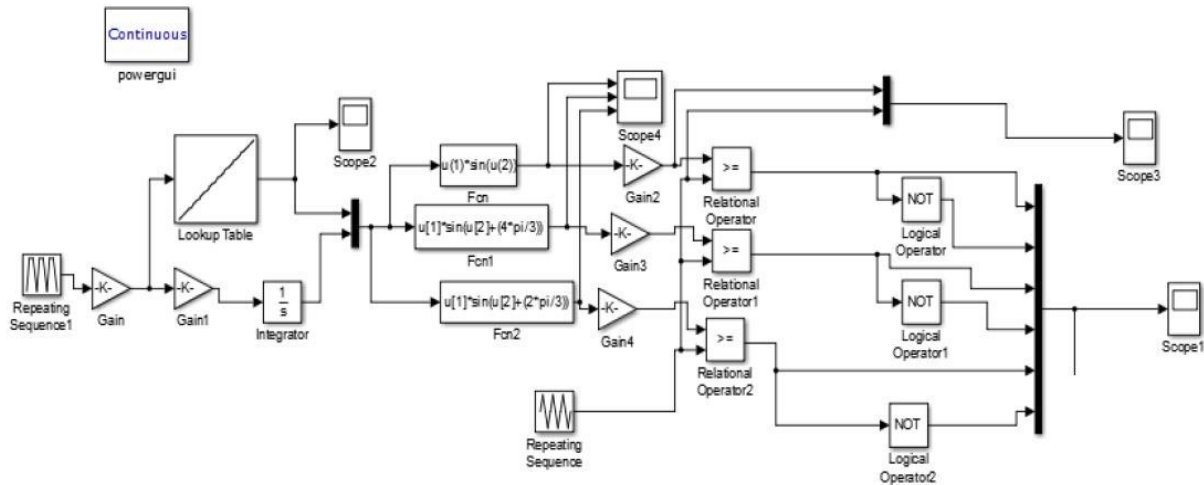 Continuous
powergui
Scope2
Scope4
Scope3
Lookup Table
u(1)*sin(u(2))
Fcn
-K-
Gain2
>=
Relational
Operator
NOT
Logical
Operator
u[1]*sin(u[2]+(4*pi/3))
Fcn1
-K-
Gain3
>=
Relational
Operator1
NOT
Logical
Operator1
Repeating
Sequence1
-K-
Gain
-K-
Gain1
1
s
Integrator
u[1]*sin(u[2]+(2*pi/3))
Fcn2
-K-
Gain4
>=
Relational
Operator2
Scope1
Repeating
Sequence
NOT
Logical
Operator2